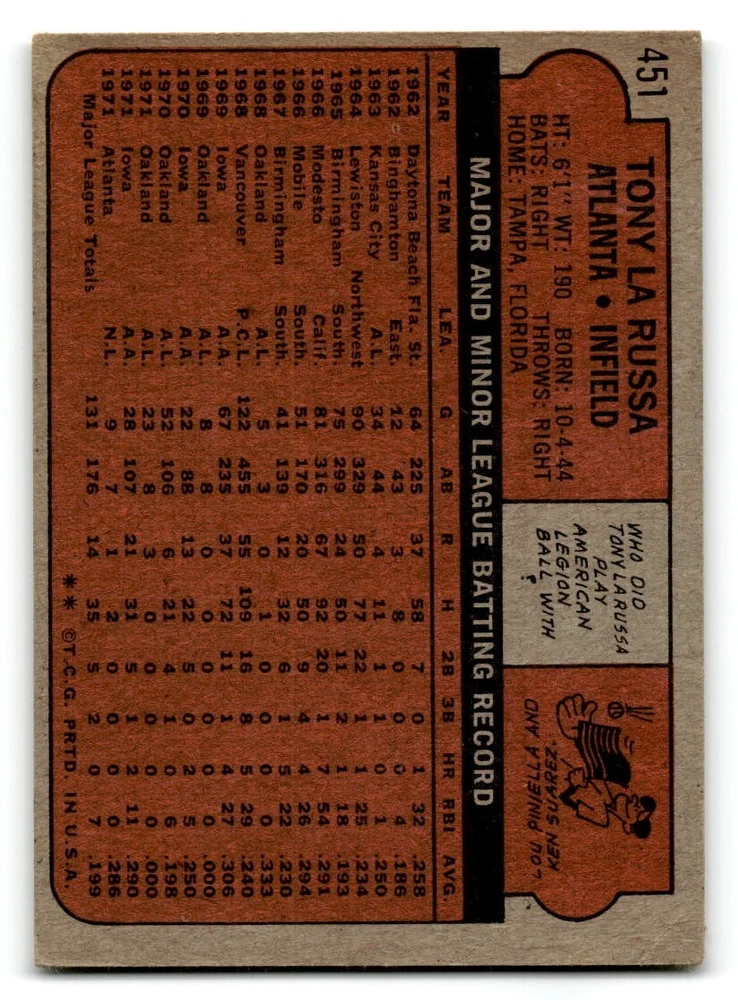 451
TONY LA RUSSA
ATLANTA • INFIELD
HT: 6'1" WT: 190 BORN: 10-4-44
BATS: RIGHT THROWS: RIGHT
HOME: TAMPA, FLORIDA
WHO DID
TONY LARUSSA
PLAY
AMERICAN
LEGION
BALL WITH
?
LOU PINIELLA AND
KEN SUAREZ.
MAJOR AND MINOR LEAGUE BATTING RECORD
YEAR TEAM LEA. G AB R H 2B 3B HR RBI AVG.
1962 Daytona Beach Fla. St. 64 225 37 58 7 0 1 32 .258
1962 Binghamton East. 12 43 3 8 0 0 0 4 .186
1963 Kansas City A.L. 34 44 4 11 1 1 0 1 .250
1964 Lewiston Northwest 90 329 50 77 22 1 1 25 .234
1965 Birmingham South. 75 259 24 50 11 2 1 18 .193
1966 Modesto Calif. 81 316 67 92 20 1 7 54 .291
1966 Mobile South. 51 170 20 50 9 4 4 26 .294
1967 Birmingham South. 41 139 12 32 6 1 5 22 .230
1968 Oakland A.L. 5 3 0 1 0 0 0 0 .333
1968 Vancouver P.C.L. 122 455 55 109 16 8 5 29 .240
1969 Iowa A.A. 67 235 37 72 11 1 4 27 .306
1969 Oakland A.L. 8 8 0 0 0 0 0 0 .000
1970 Iowa A.A. 22 88 13 22 5 0 2 5 .250
1970 Oakland A.L. 52 106 6 21 4 1 0 6 .198
1971 Oakland A.L. 23 8 3 0 0 0 0 0 .000
1971 Iowa A.A. 28 107 21 31 5 1 2 11 .290
1971 Atlanta N.L. 9 7 1 2 0 0 0 0 .286
Major League Totals 131 176 14 35 5 2 0 7 .199
** ©T.C.G. PRTD. IN U.S.A.